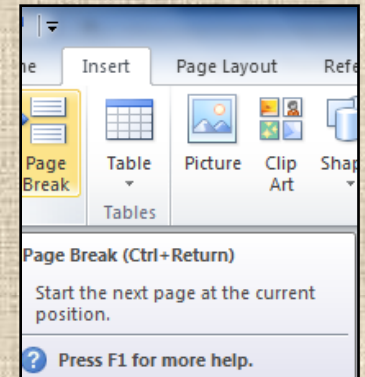 Insert Page Layout
Page Break Table Picture Clip Art
Tables
Page Break (Ctrl+Return)
Start the next page at the current
position.
Press F1 for more help.